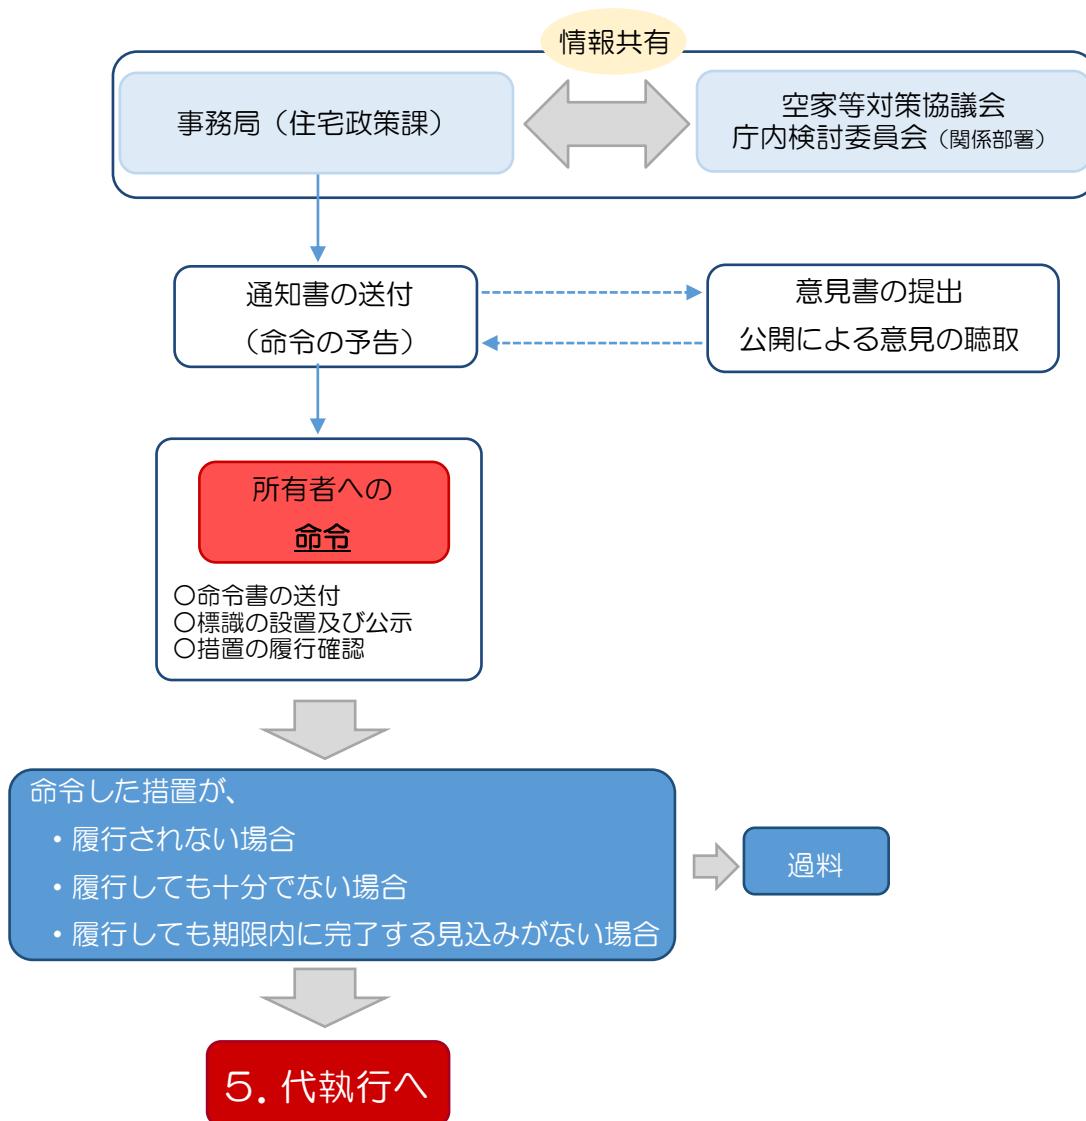 情報共有
事務局（住宅政策課）
空家等対策協議会
庁内検討委員会（関係部署）
通知書の送付
（命令の予告）
意見書の提出
公開による意見の聴取
所有者への
命令
〇命令書の送付
〇標識の設置及び公示
〇措置の履行確認
命令した措置が、
・履行されない場合
・履行しても十分でない場合
・履行しても期限内に完了する見込みがない場合
過料
５．代執行へ